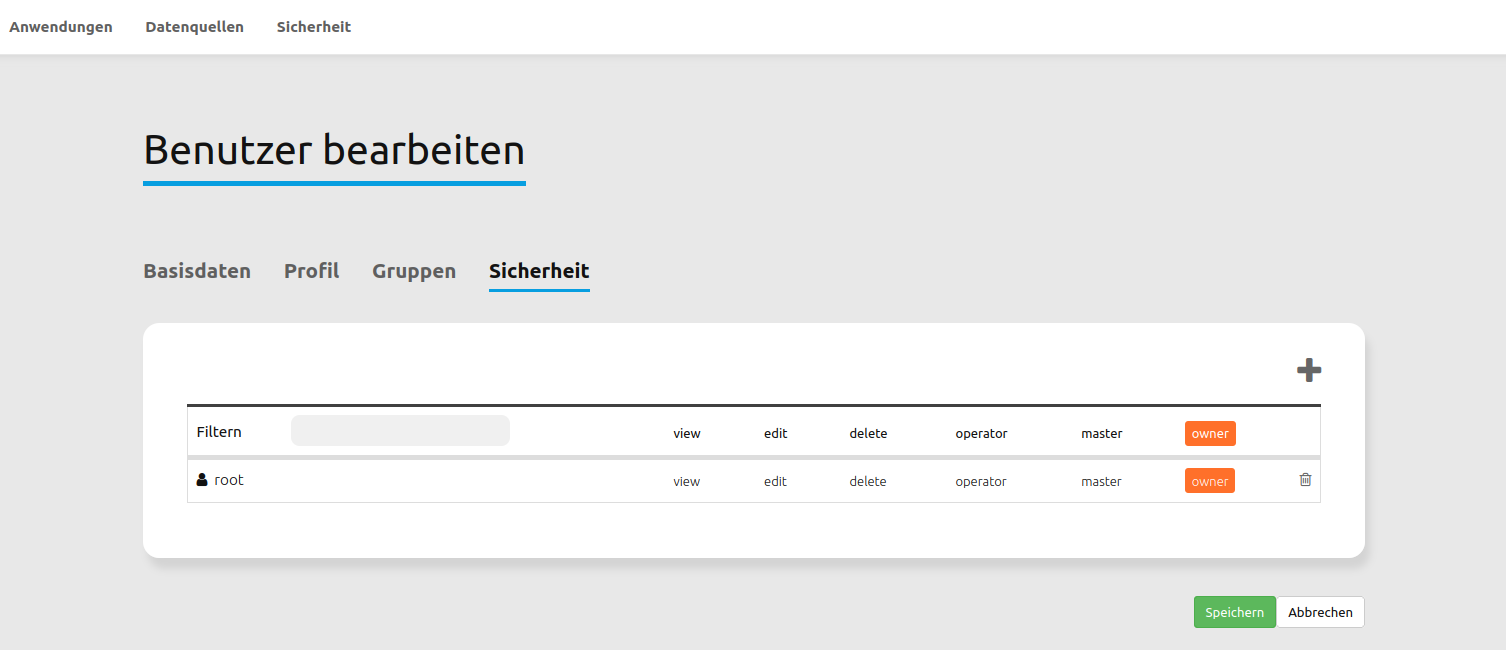 Anwendungen Datenquellen Sicherheit
Benutzer bearbeiten
Basisdaten Profil Gruppen Sicherheit
Filtern view edit delete operator master owner
root view edit delete operator master owner
Speichern Abbrechen